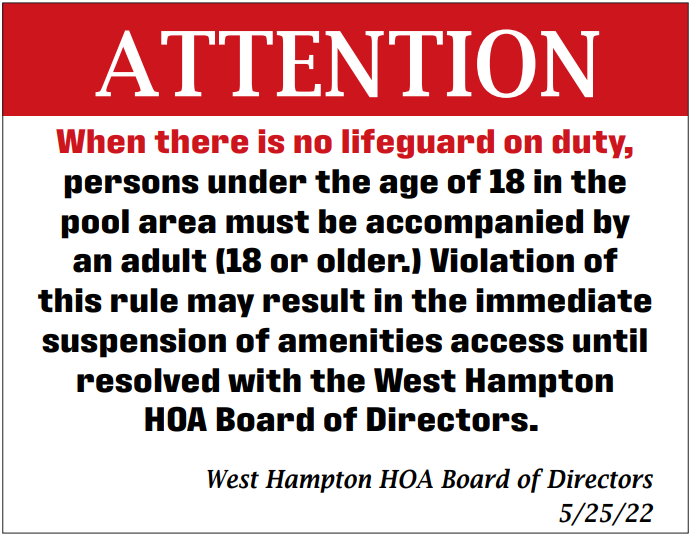 ATTENTION
When there is no lifeguard on duty,
persons under the age of 18 in the
pool area must be accompanied by
an adult (18 or older.) Violation of
this rule may result in the immediate
suspension of amenities access until
resolved with the West Hampton
HOA Board of Directors.
West Hampton HOA Board of Directors
5/25/22